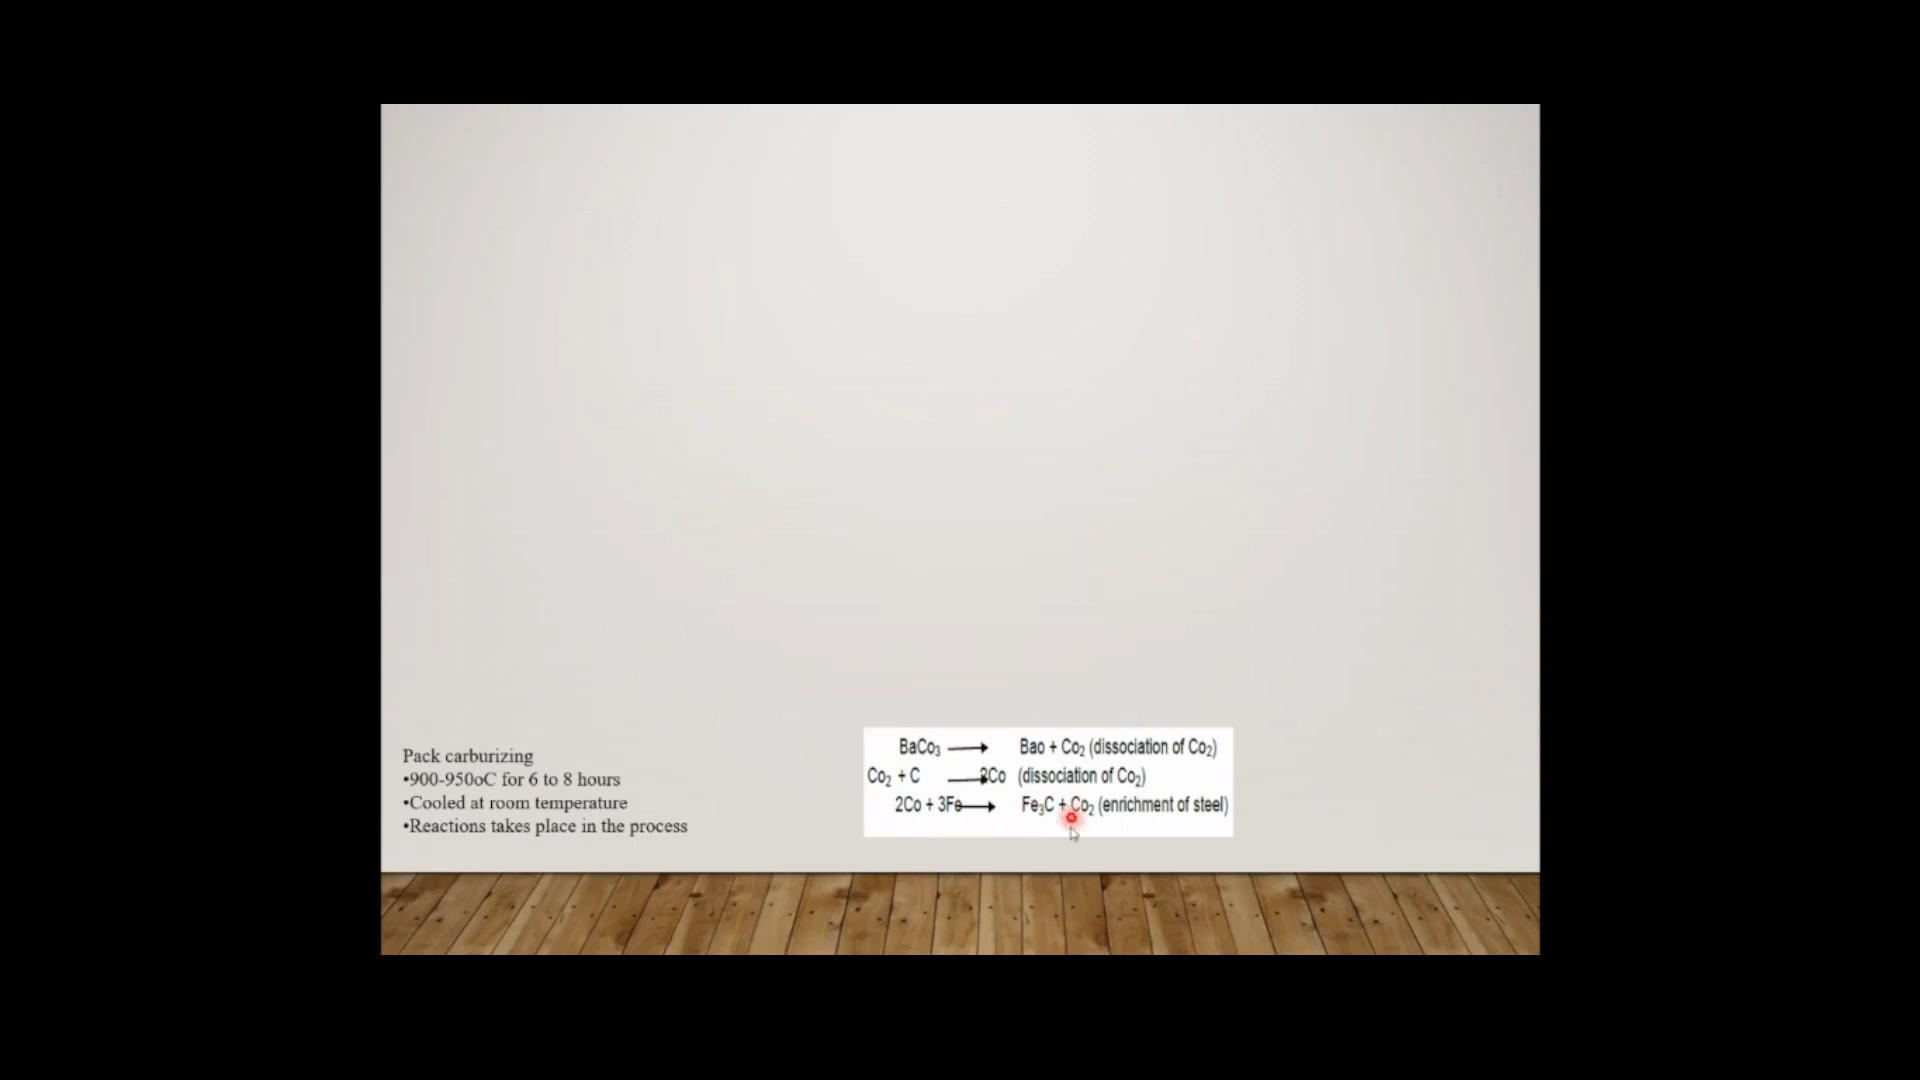 Pack carburizing
•900-950oC for 6 to 8 hours
•Cooled at room temperature
•Reactions takes place in the process
BaCo₃ ⟶ Bao + Co₂ (dissociation of Co₂)
Co₂ + C ⟶ 2Co (dissociation of Co₂)
2Co + 3Fe ⟶ Fe₃C + Co₂ (enrichment of steel)